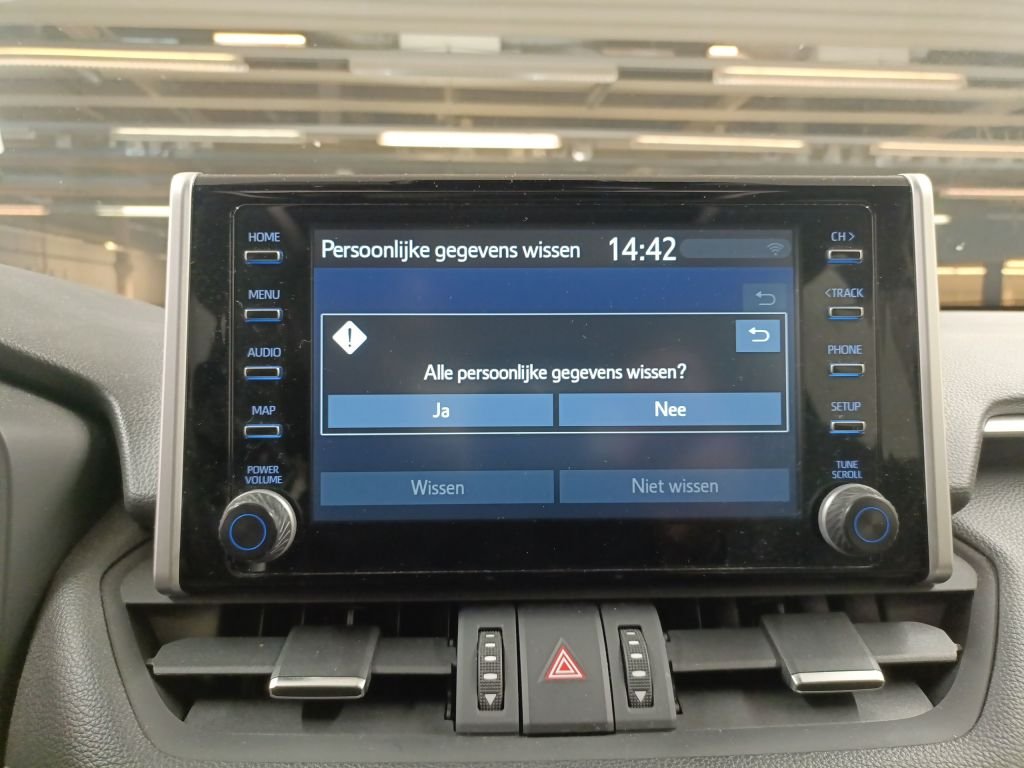 HOME
MENU
AUDIO
MAP
POWER
VOLUME
Persoonlijke gegevens wissen 14:42
!
Alle persoonlijke gegevens wissen?
Ja Nee
Wissen Niet wissen
CH >
<TRACK
PHONE
SETUP
TUNE
SCROLL